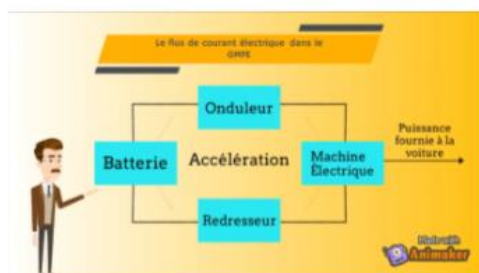 Le flus de courant électrique dans le
GMPE
Onduleur
Batterie
Accélération
Machine
Électrique
Puissance
fournie à la
voiture
Redresseur
Made with
Animaker